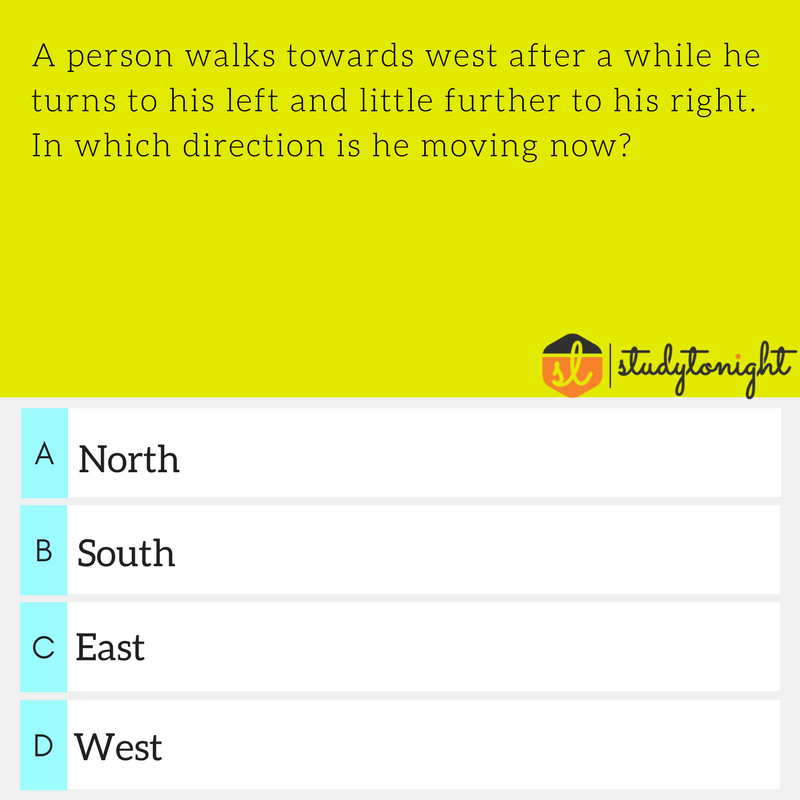 A person walks towards west after a while he
turns to his left and little further to his right.
In which direction is he moving now?
sl studytonight
A North
B South
C East
D West